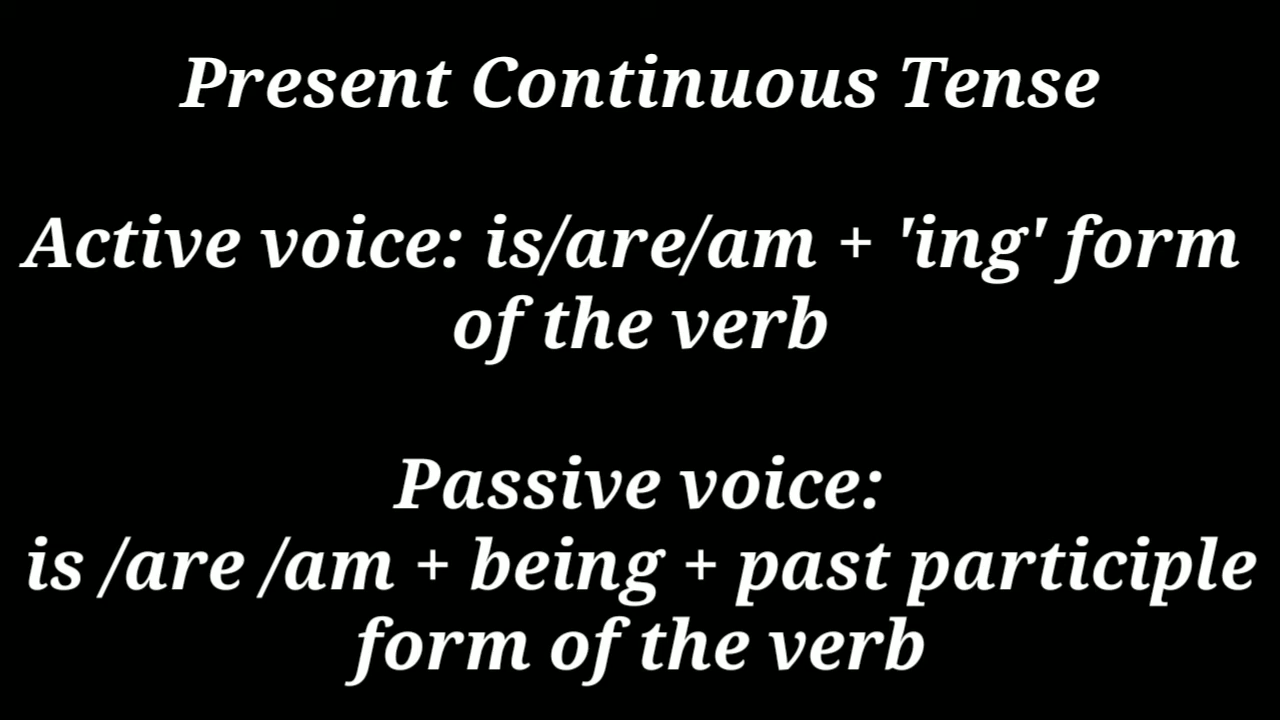 Present Continuous Tense
Active voice: is/are/am + 'ing' form
of the verb
Passive voice:
is /are /am + being + past participle
form of the verb